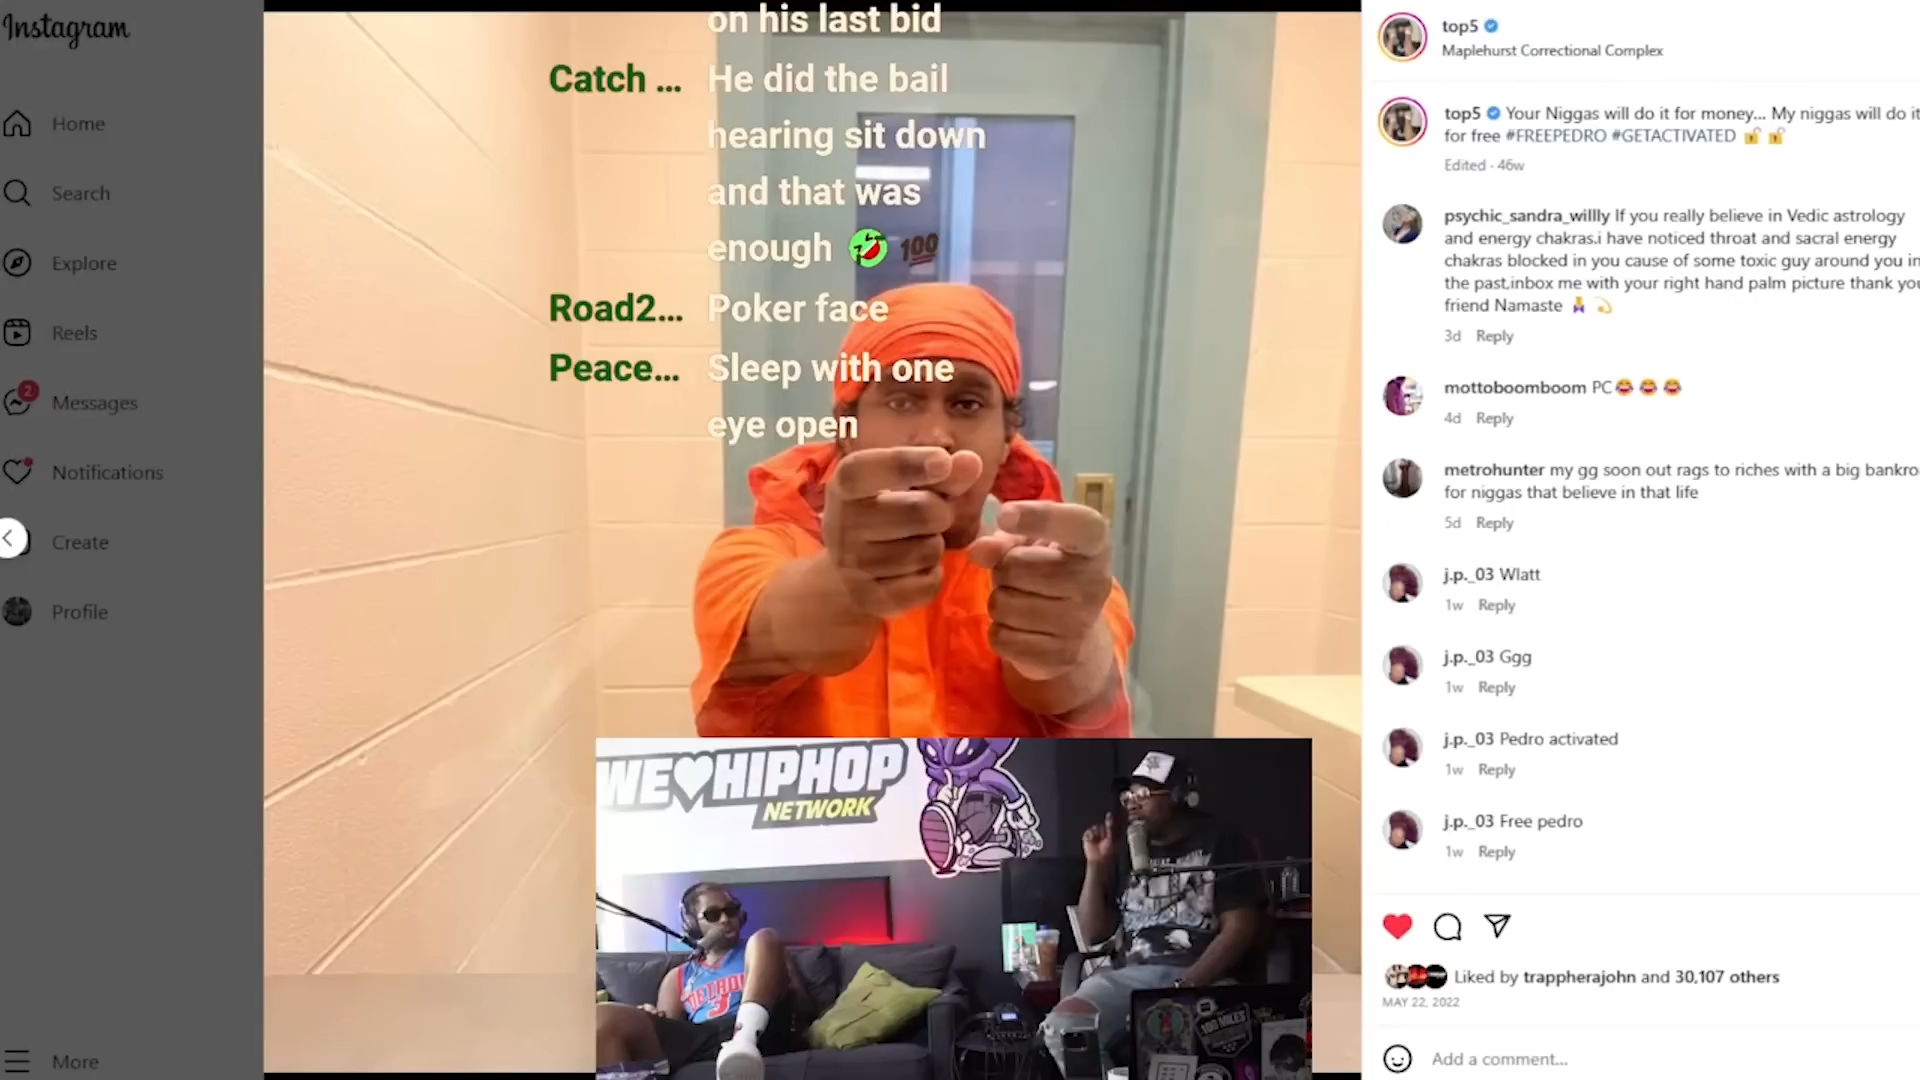 Instagram
Home
Search
Explore
Reels
2
Messages
Notifications
Create
Profile
More
on his last bid
Catch ... He did the bail
hearing sit down
and that was
enough 🤣 💯
Road2... Poker face
Peace... Sleep with one
eye open
WE HIPHOP
NETWORK
DETROIT
3
100 MILES
top5
Maplehurst Correctional Complex
top5 Your Niggas will do it for money... My niggas will do it
for free #FREEPEDRO #GETACTIVATED 🔓 🔓
Edited · 46w
psychic_sandra_willly If you really believe in Vedic astrology
and energy chakras.i have noticed throat and sacral energy
chakras blocked in you cause of some toxic guy around you in
the past,inbox me with your right hand palm picture thank you
friend Namaste 🧘 💫
3d Reply
mottoboomboom PC😂 😂 😂
4d Reply
metrohunter my gg soon out rags to riches with a big bankro
for niggas that believe in that life
5d Reply
j.p._03 Wlatt
1w Reply
j.p._03 Ggg
1w Reply
j.p._03 Pedro activated
1w Reply
j.p._03 Free pedro
1w Reply
Liked by trappherajohn and 30,107 others
MAY 22, 2022
Add a comment...